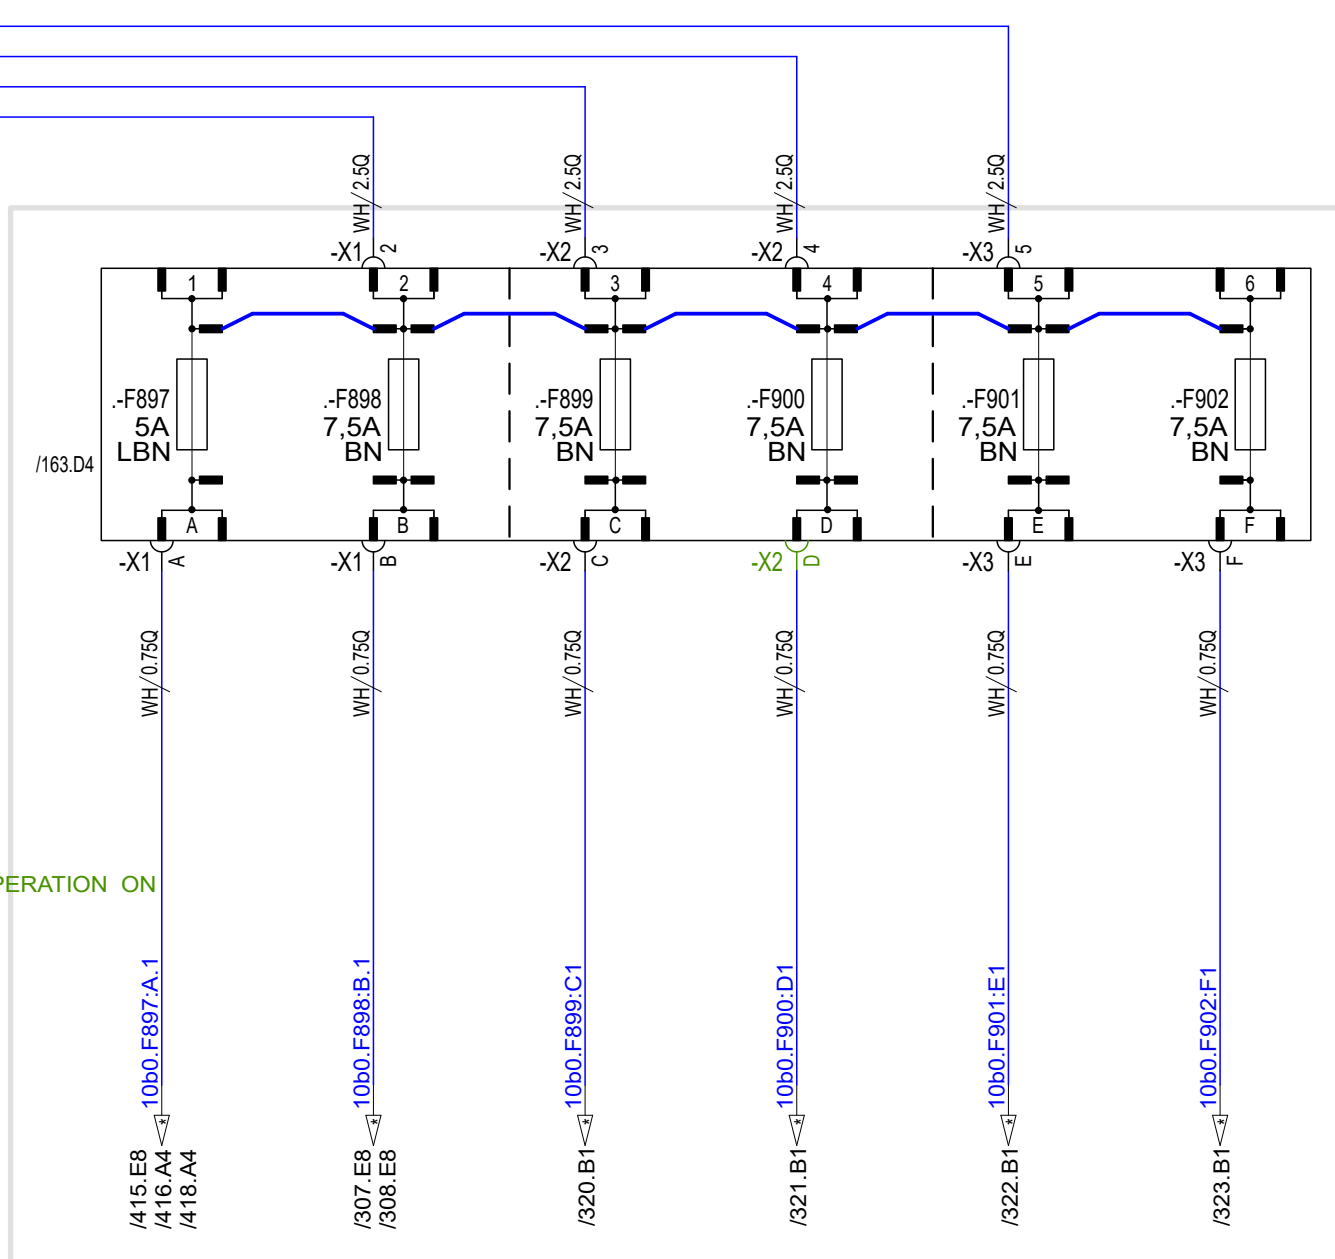 WH/2.5Q
WH/2.5Q
WH/2.5Q
WH/2.5Q
-X1 2
-X2 3
-X2 4
-X3 5
1 2 3 4 5 6
.-F897
5A
LBN
.-F898
7,5A
BN
.-F899
7,5A
BN
.-F900
7,5A
BN
.-F901
7,5A
BN
.-F902
7,5A
BN
/163.D4
A B C D E F
-X1 A
-X1 B
-X2 C
-X2 D
-X3 E
-X3 F
WH/0.75Q
WH/0.75Q
WH/0.75Q
WH/0.75Q
WH/0.75Q
WH/0.75Q
PERATION ON
10b0.F897:A.1
10b0.F898:B.1
10b0.F899:C1
10b0.F900:D1
10b0.F901:E1
10b0.F902:F1
* * * * * *
/415.E8
/416.A4
/418.A4
/307.E8
/308.E8
/320.B1
/321.B1
/322.B1
/323.B1